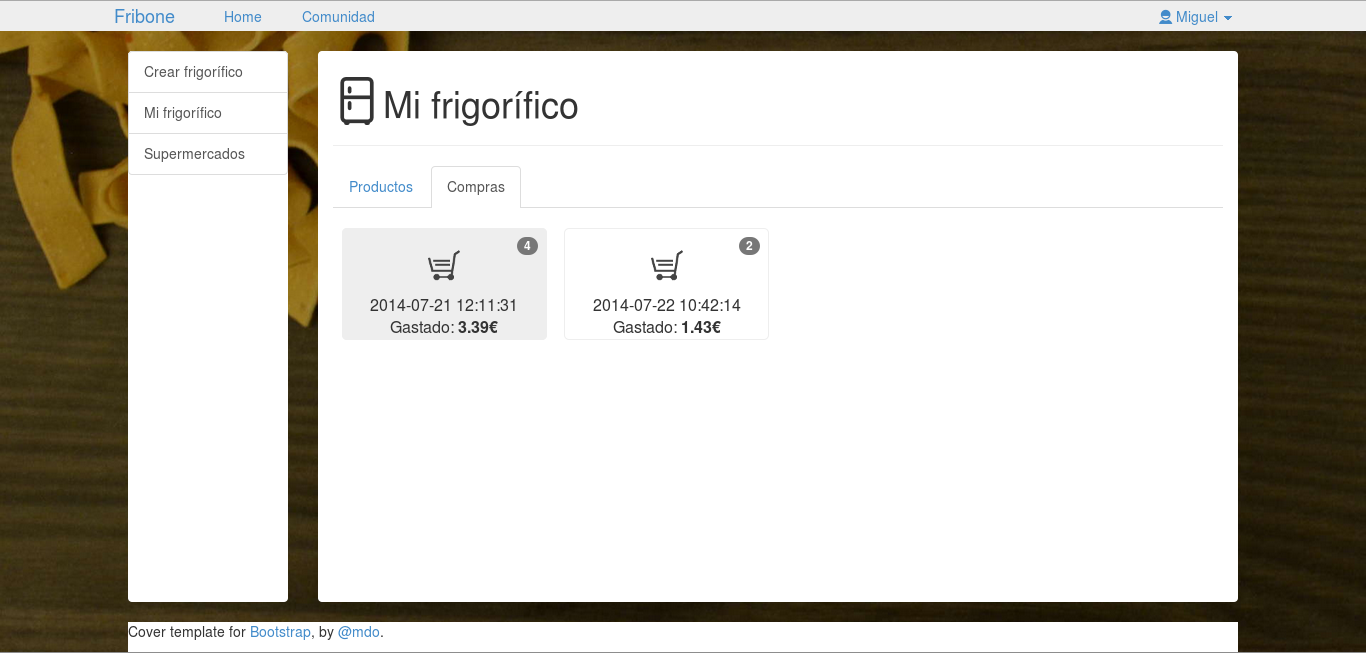 Fribone Home Comunidad Miguel
Crear frigorífico
Mi frigorífico
Supermercados
Mi frigorífico
Productos Compras
4
2014-07-21 12:11:31
Gastado: 3.39€
2
2014-07-22 10:42:14
Gastado: 1.43€
Cover template for Bootstrap, by @mdo.